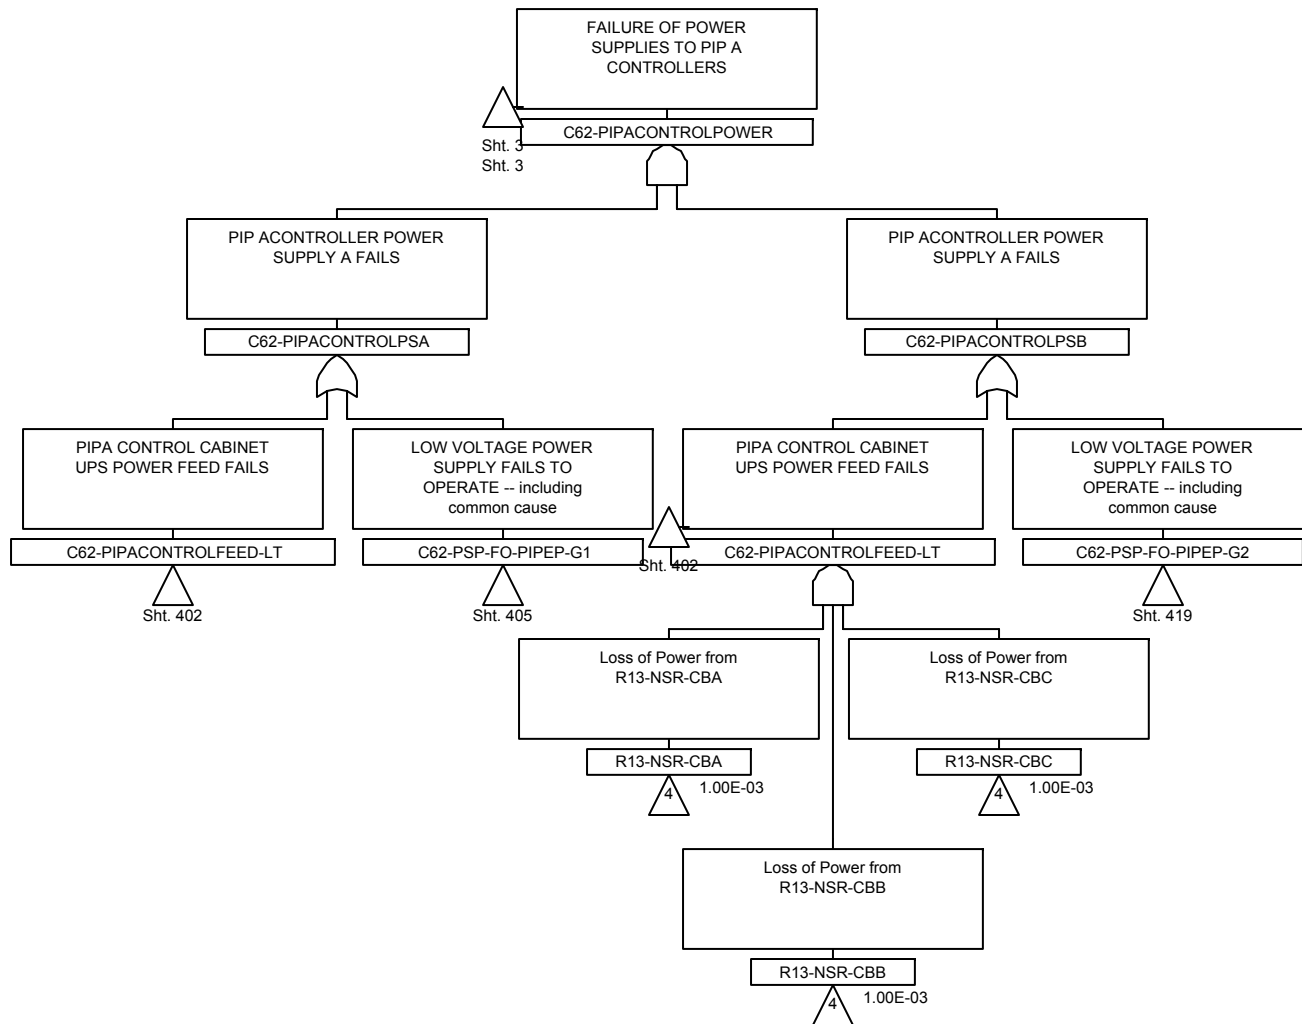 FAILURE OF POWER
SUPPLIES TO PIP A
CONTROLLERS
C62-PIPACONTROLPOWER
Sht. 3
Sht. 3
PIP ACONTROLLER POWER
SUPPLY A FAILS
C62-PIPACONTROLPSA
PIP ACONTROLLER POWER
SUPPLY A FAILS
C62-PIPACONTROLPSB
PIPA CONTROL CABINET
UPS POWER FEED FAILS
C62-PIPACONTROLFEED-LT
Sht. 402
LOW VOLTAGE POWER
SUPPLY FAILS TO
OPERATE -- including
common cause
C62-PSP-FO-PIPEP-G1
Sht. 405
PIPA CONTROL CABINET
UPS POWER FEED FAILS
C62-PIPACONTROLFEED-LT
Sht. 402
LOW VOLTAGE POWER
SUPPLY FAILS TO
OPERATE -- including
common cause
C62-PSP-FO-PIPEP-G2
Sht. 419
Loss of Power from
R13-NSR-CBA
R13-NSR-CBA
4
1.00E-03
Loss of Power from
R13-NSR-CBC
R13-NSR-CBC
4
1.00E-03
Loss of Power from
R13-NSR-CBB
R13-NSR-CBB
4
1.00E-03